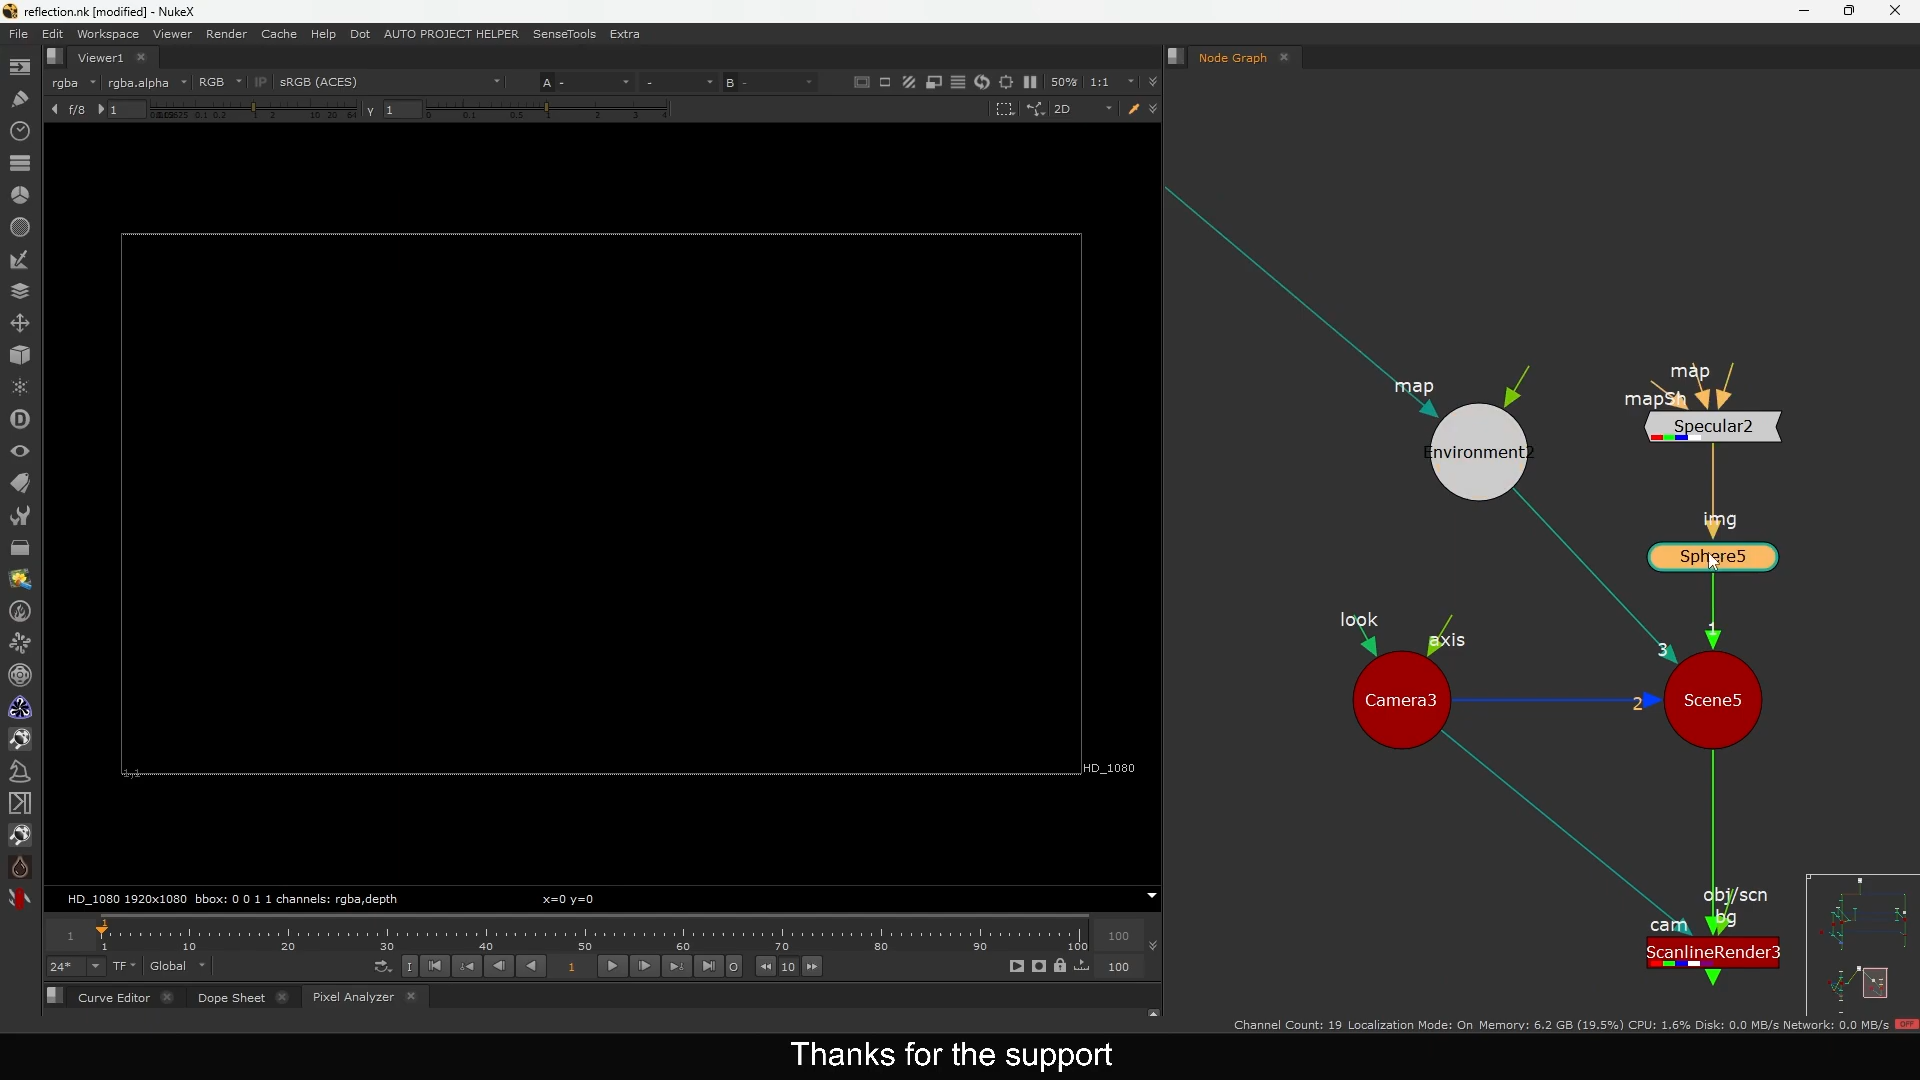 reflection.nk [modified] - NukeX
File Edit Workspace Viewer Render Cache Help Dot AUTO PROJECT HELPER SenseTools Extra
Viewer1
Node Graph
rgba rgba.alpha RGB IP sRGB (ACES) A - - B - 50% 1:1
f/8 1 Y 1 2D
map
map
mapSh
Specular2
Environment2
img
Sphere5
look
axis
1
3
Camera3
2
Scene5
HD_1080
1,1
obj/scn
bg
cam
ScanlineRender3
HD_1080 1920x1080 bbox: 0 0 1 1 channels: rgba,depth x=0 y=0
1
1 1 10 20 30 40 50 60 70 80 90 100 100
24* TF Global I 1 O 10 100
Curve Editor Dope Sheet Pixel Analyzer
Channel Count: 19 Localization Mode: On Memory: 6.2 GB (19.5%) CPU: 1.6% Disk: 0.0 MB/s Network: 0.0 MB/s OFF
Thanks for the support